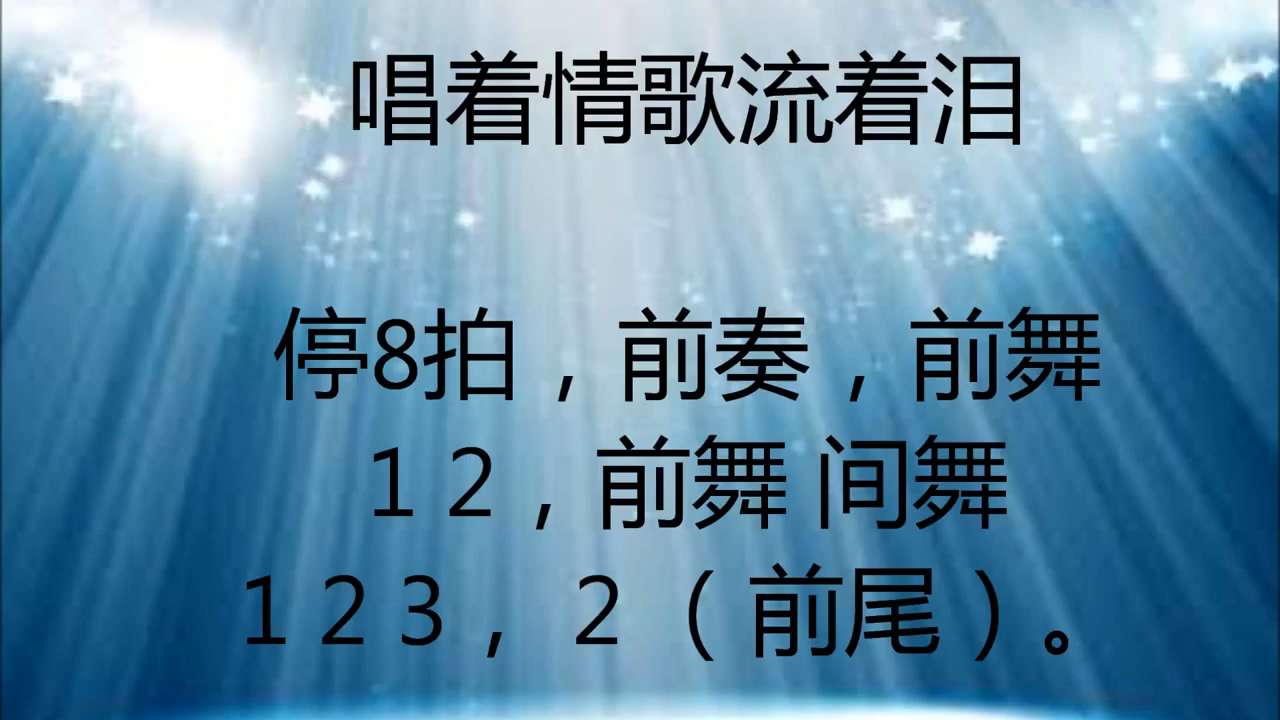 唱着情歌流着泪
停8拍，前奏，前舞
1 2，前舞 间舞
1 2 3， 2 （前尾）。